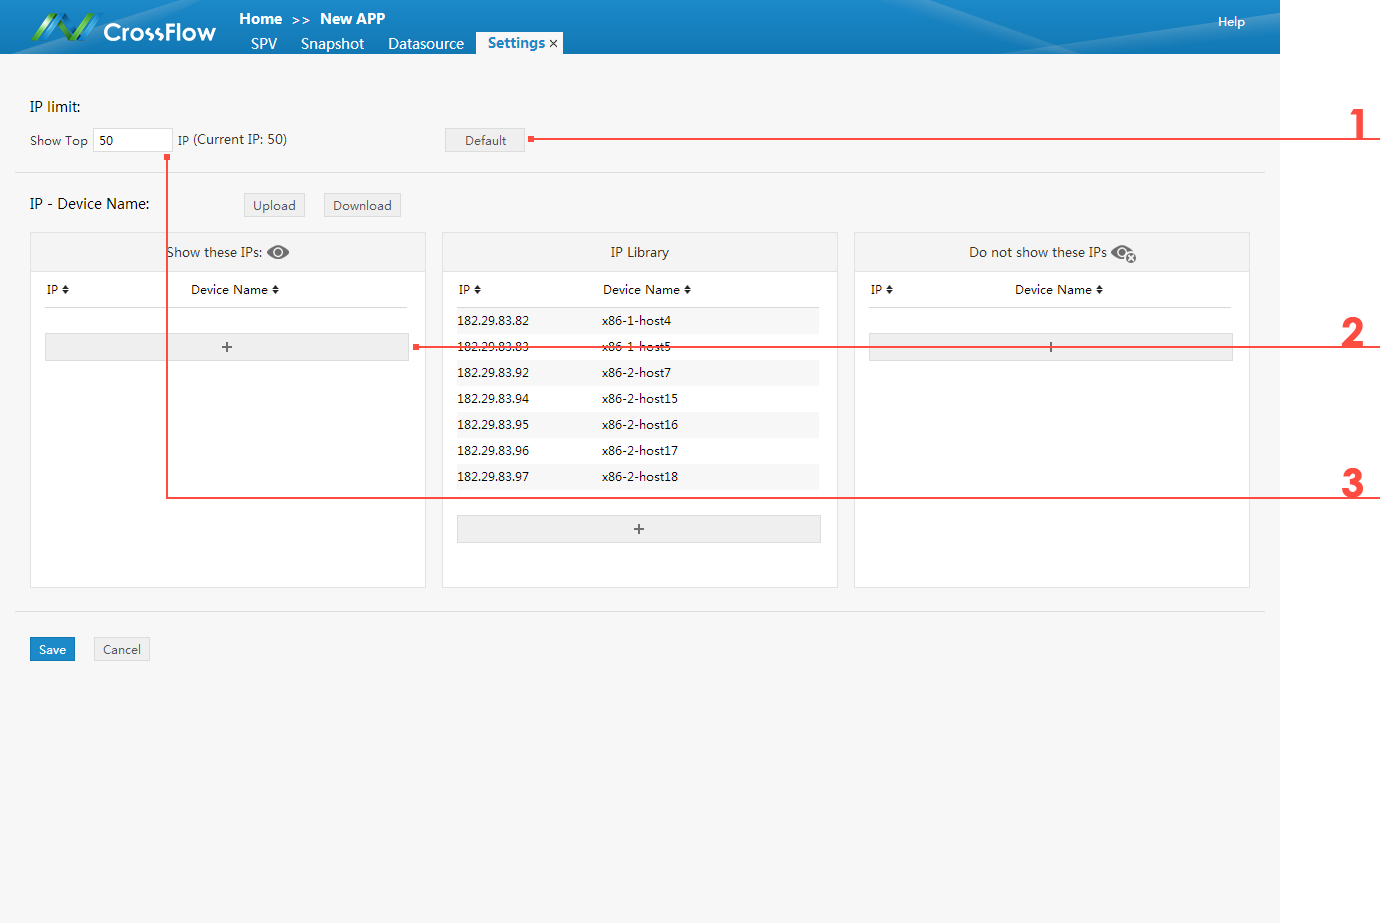 CrossFlow
Home >> New APP
Help
SPV Snapshot Datasource Settings ×
IP limit:
Show Top 50 IP (Current IP: 50) Default
1
IP - Device Name: Upload Download
Show these IPs:
IP Device Name
+
IP Library
IP Device Name
182.29.83.82 x86-1-host4
182.29.83.83 x86-1-host5
182.29.83.92 x86-2-host7
182.29.83.94 x86-2-host15
182.29.83.95 x86-2-host16
182.29.83.96 x86-2-host17
182.29.83.97 x86-2-host18
+
Do not show these IPs
IP Device Name
+
2
3
Save Cancel